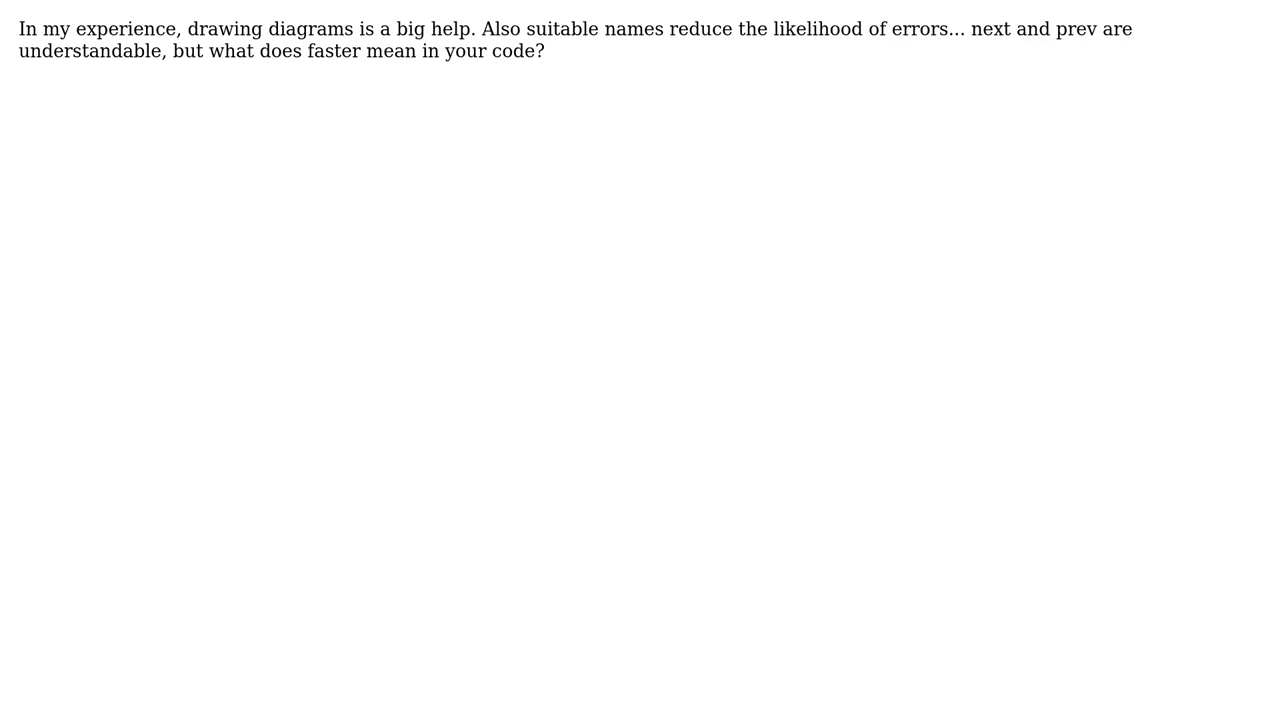 In my experience, drawing diagrams is a big help. Also suitable names reduce the likelihood of errors... next and prev are
understandable, but what does faster mean in your code?